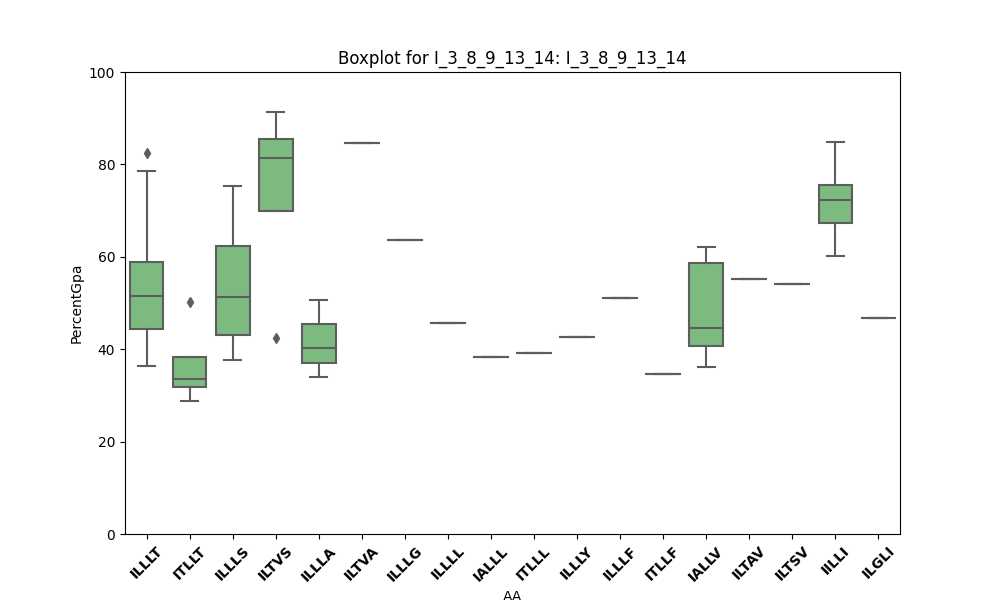 Boxplot for I_3_8_9_13_14: I_3_8_9_13_14
100
80
60
40
20
0
PercentGpa
ILLLT
ITLLT
ILLLS
ILTVS
ILLLA
ILTVA
ILLLG
ILLLL
IALLL
ITLLL
ILLLY
ILLLF
ITLLF
IALLV
ILTAV
ILTSV
IILLI
ILGLI
AA